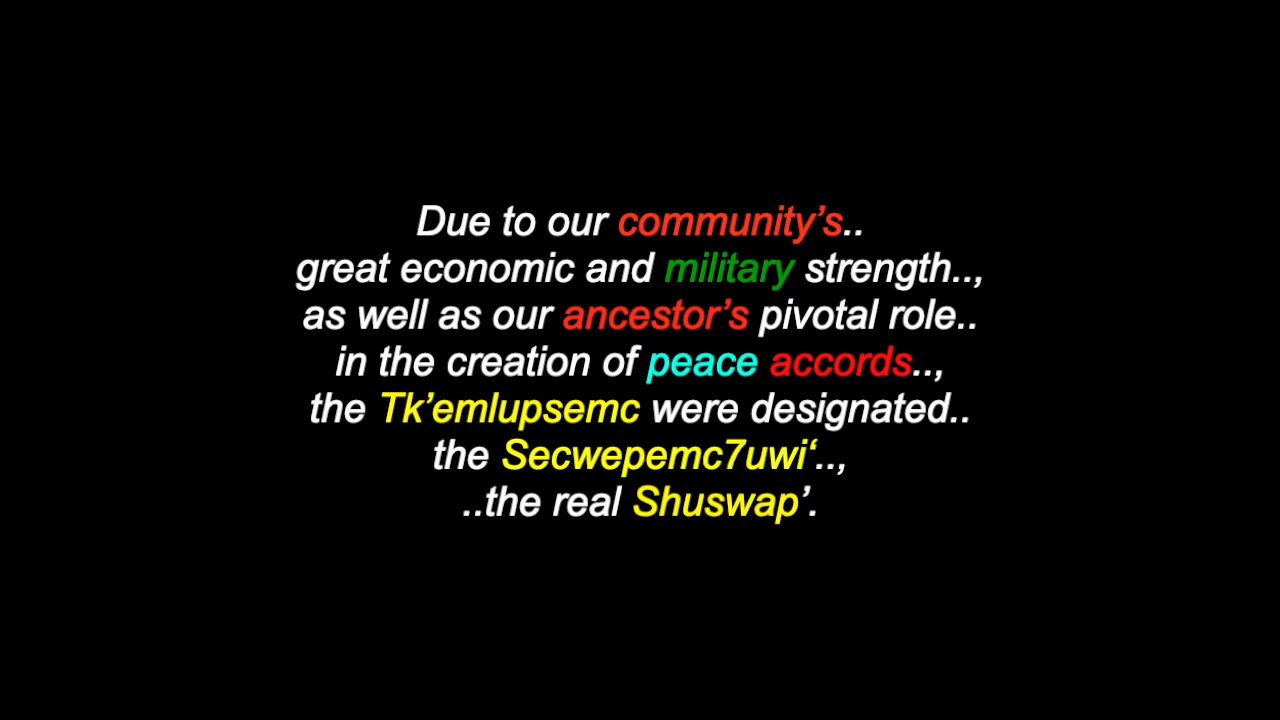 Due to our community’s..
great economic and military strength..,
as well as our ancestor’s pivotal role..
in the creation of peace accords..,
the Tk’emlupsemc were designated..
the Secwepemc7uwi‘..,
..the real Shuswap’.